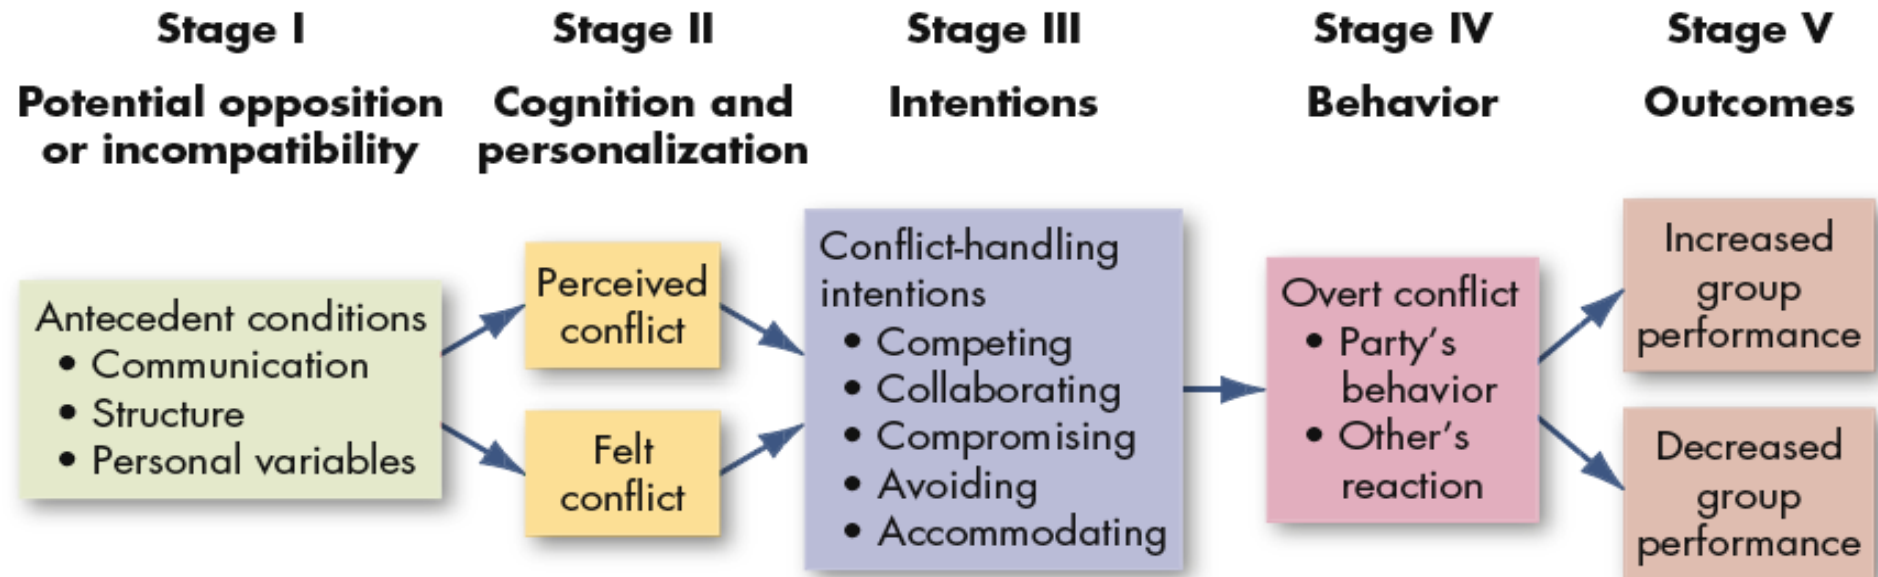 Stage I
Potential opposition
or incompatibility
Stage II
Cognition and
personalization
Stage III
Intentions
Stage IV
Behavior
Stage V
Outcomes
Antecedent conditions
• Communication
• Structure
• Personal variables
Perceived
conflict
Felt
conflict
Conflict-handling
intentions
• Competing
• Collaborating
• Compromising
• Avoiding
• Accommodating
Overt conflict
• Party's
behavior
• Other's
reaction
Increased
group
performance
Decreased
group
performance